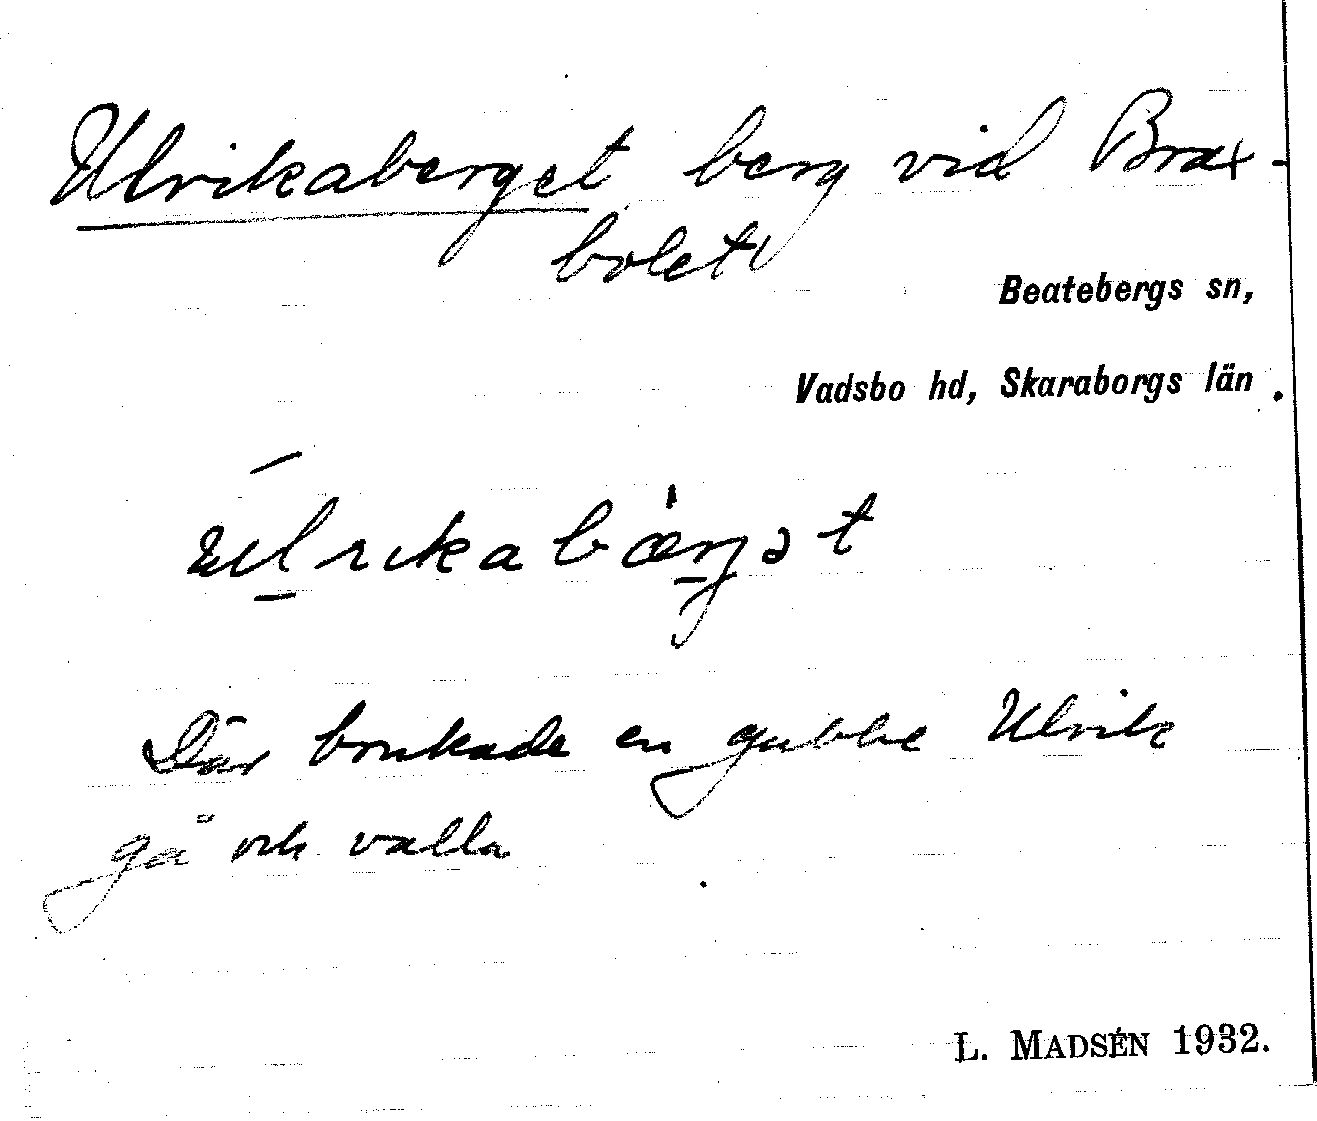 Ulrikaberget berg vid Brax-
bolet
Beatebergs sn,
Vadsbo hd, Skaraborgs län.
Där brukade en gubbe Ulrik
gå och valla
L. MADSÉN 1932.